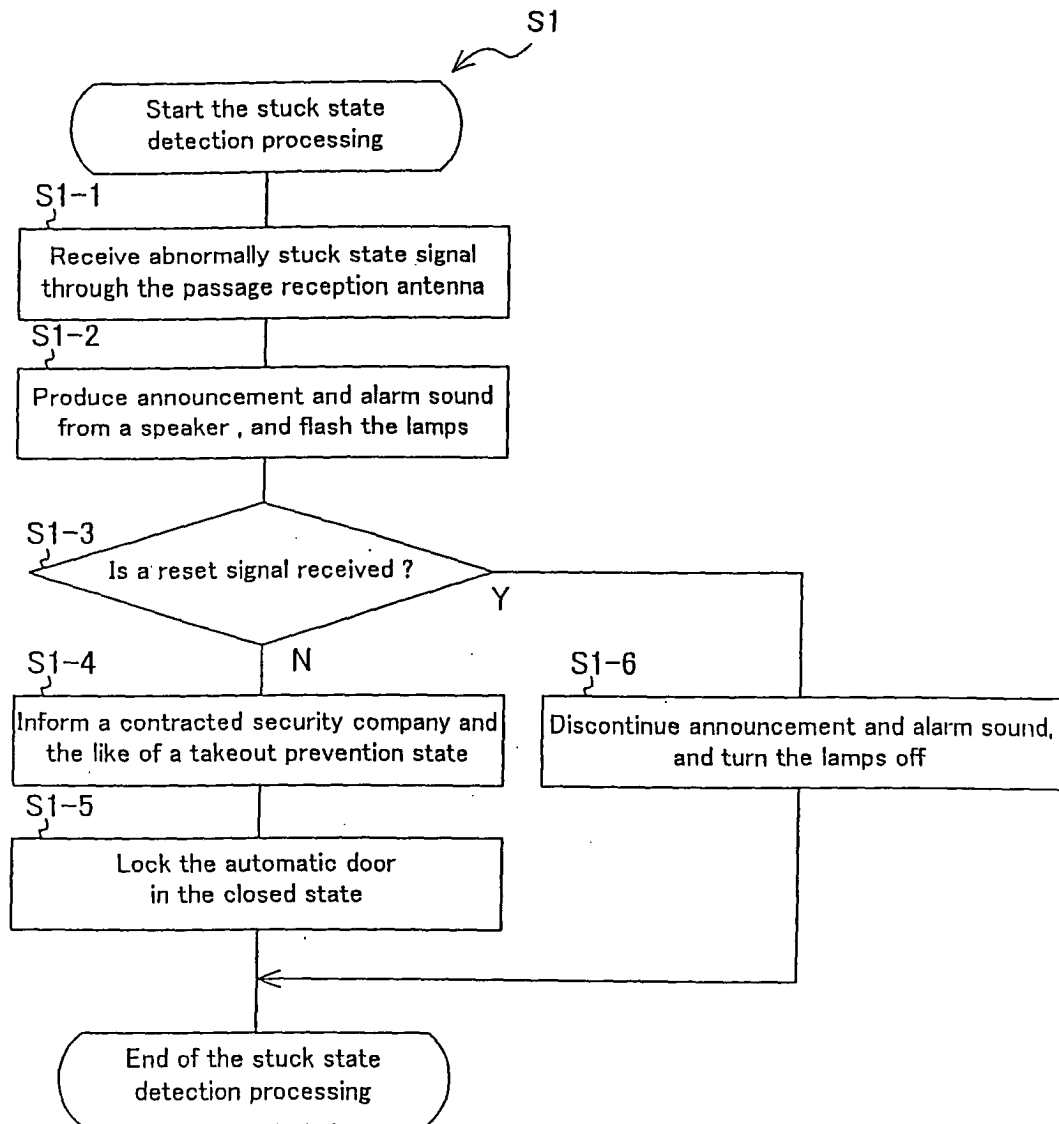 S1
Start the stuck state
detection processing
S1-1
Receive abnormally stuck state signal
through the passage reception antenna
S1-2
Produce announcement and alarm sound
from a speaker , and flash the lamps
S1-3
Is a reset signal received ?
Y
N
S1-4
Inform a contracted security company and
the like of a takeout prevention state
S1-6
Discontinue announcement and alarm sound,
and turn the lamps off
S1-5
Lock the automatic door
in the closed state
End of the stuck state
detection processing